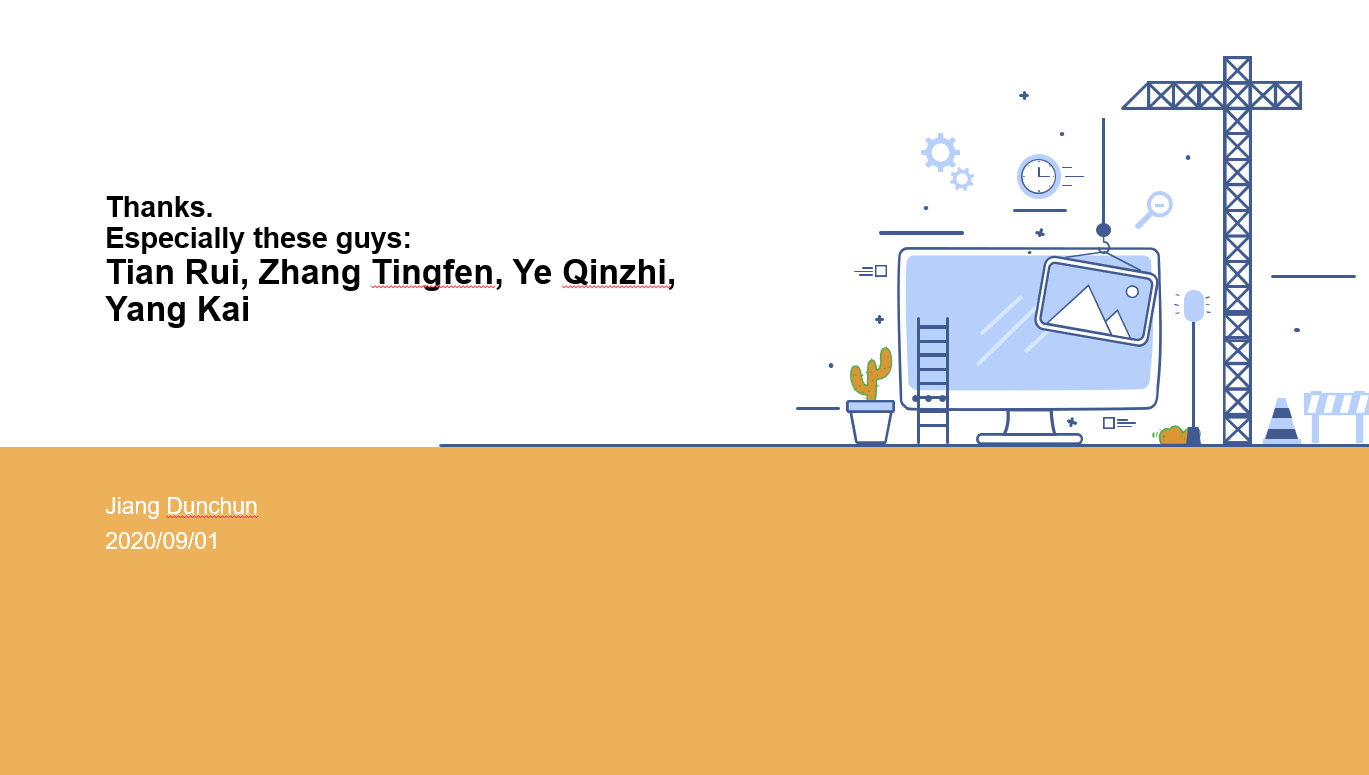 Thanks.
Especially these guys:
Tian Rui, Zhang Tingfen, Ye Qinzhi,
Yang Kai
Jiang Dunchun
2020/09/01